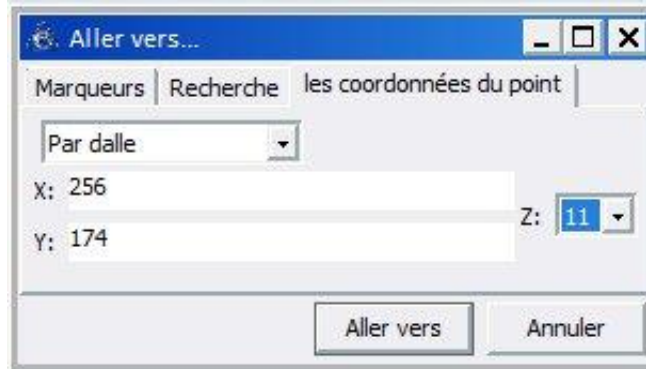 Aller vers...
Marqueurs Recherche les coordonnées du point
Par dalle
X: 256
Z: 11
Y: 174
Aller vers Annuler